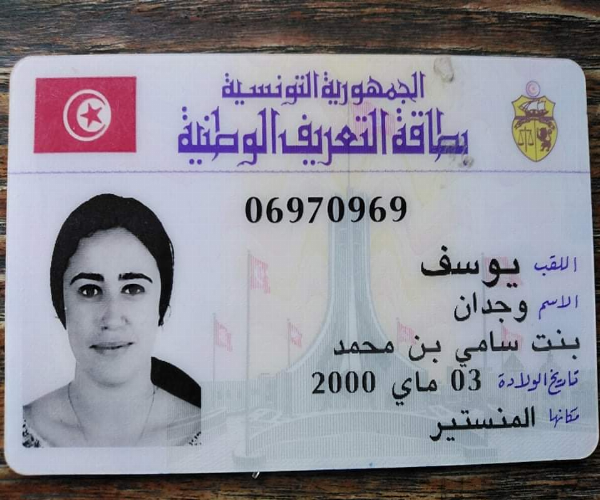 الجمهورية التونسية
بطاقة التعريف الوطنية
06970969
اللقب يوسف
الاسم وجدان
بنت سامي بن محمد
تاريخ الولادة 03 ماي 2000
مكانها المنستير